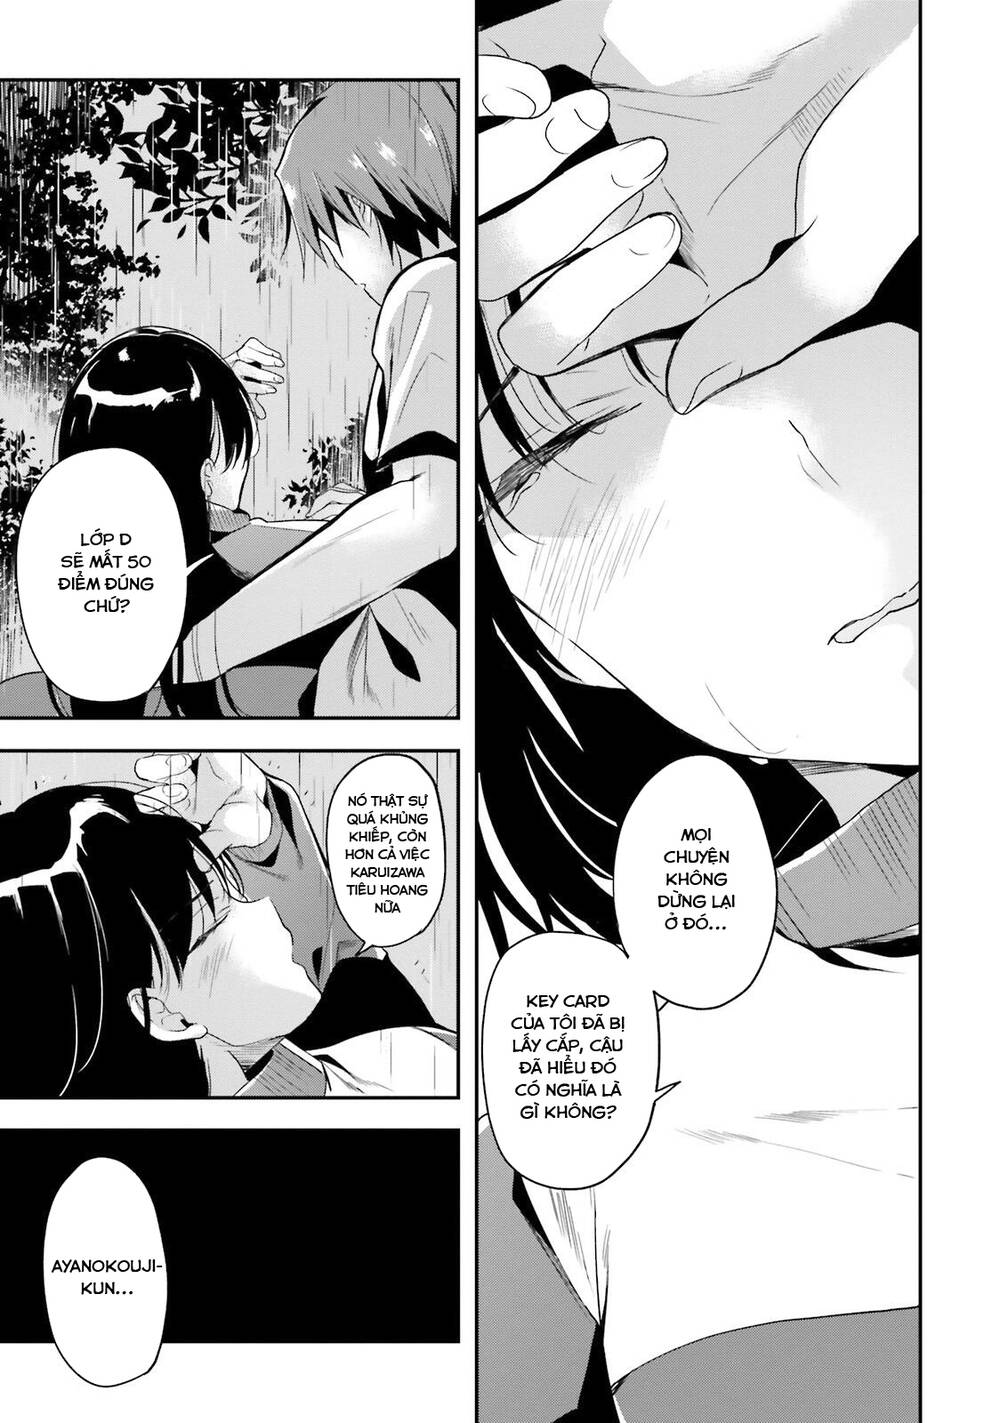 MỌI
CHUYỆN
KHÔNG
DỪNG LẠI
Ở ĐÓ...
KEY CARD
CỦA TÔI ĐÃ BỊ
LẤY CẮP, CẬU
ĐÃ HIỂU ĐÓ
CÓ NGHĨA LÀ
GÌ KHÔNG?
LỚP D
SẼ MẤT 50
ĐIỂM ĐÚNG
CHỨ?
NÓ THẬT SỰ
QUÁ KHỦNG
KHIẾP, CÒN
HƠN CẢ VIỆC
KARUIZAWA
TIÊU HOANG
NỮA
AYANOKOUJI-
KUN...